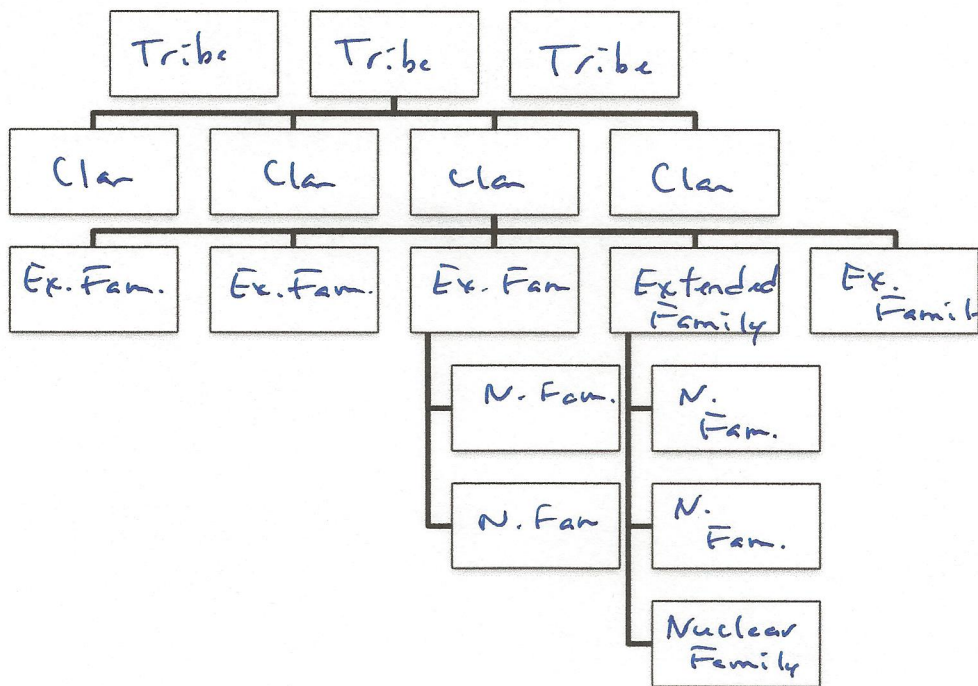 Tribe
Tribe
Tribe
Clan
Clan
Clan
Clan
Ex. Fam.
Ex. Fam.
Ex. Fam
Extended
Family
Ex.
Famil
N. Fam.
N.
Fam.
N. Fam
N.
Fam.
Nuclear
Family